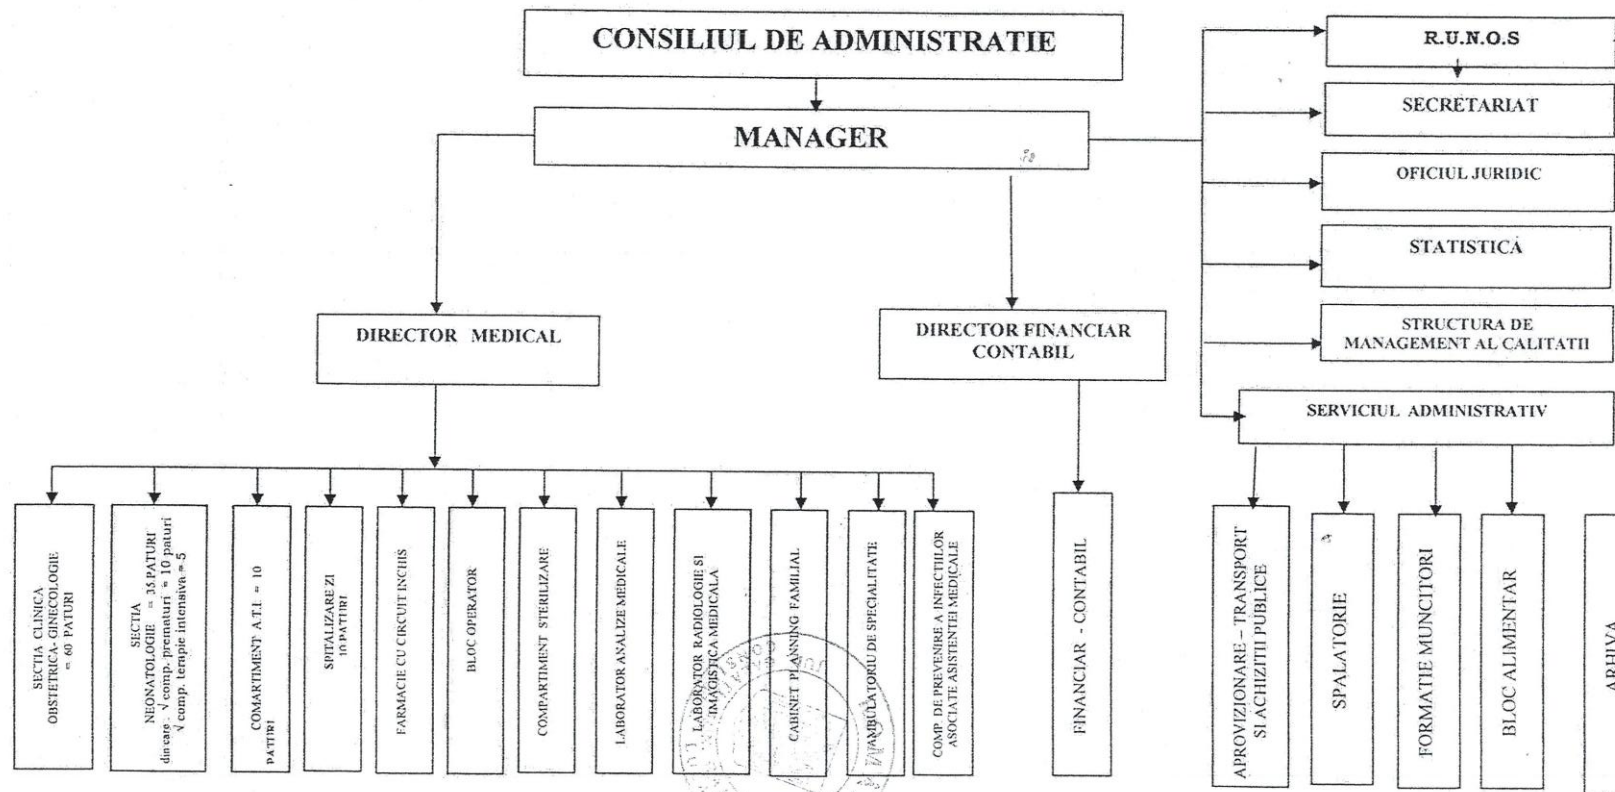 CONSILIUL DE ADMINISTRATIE
MANAGER
R.U.N.O.S
SECRETARIAT
OFICIUL JURIDIC
STATISTICĂ
STRUCTURA DE
MANAGEMENT AL CALITATII
SERVICIUL ADMINISTRATIV
DIRECTOR MEDICAL
DIRECTOR FINANCIAR
CONTABIL
SECTIA CLINICA
OBSTETRICA- GINECOLOGIE
= 60 PATURI
SECTIA
NEONATOLOGIE = 35 PATURI
din care: √ comp. prematuri = 10 paturi
√ comp. terapie intensiva = 5
COMARTIMENT A.T.I. = 10
PATURI
SPITALIZARE ZI
10 PATURI
FARMACIE CU CIRCUIT INCHIS
BLOC OPERATOR
COMPARTIMENT STERILIZARE
LABORATOR ANALIZE MEDICALE
LABORATOR RADIOLOGIE SI
IMAGISTICA MEDICALA
CABINET PLANNING FAMILIAL
AMBULATORIU DE SPECIALITATE
COMP. DE PREVENIRE A INFECTIILOR
ASOCIATE ASISTENTEI MEDICALE
FINANCIAR - CONTABIL
APROVIZIONARE – TRANSPORT
SI ACHIZITII PUBLICE
SPALATORIE
FORMATIE MUNCITORI
BLOC ALIMENTAR
ARHIVA